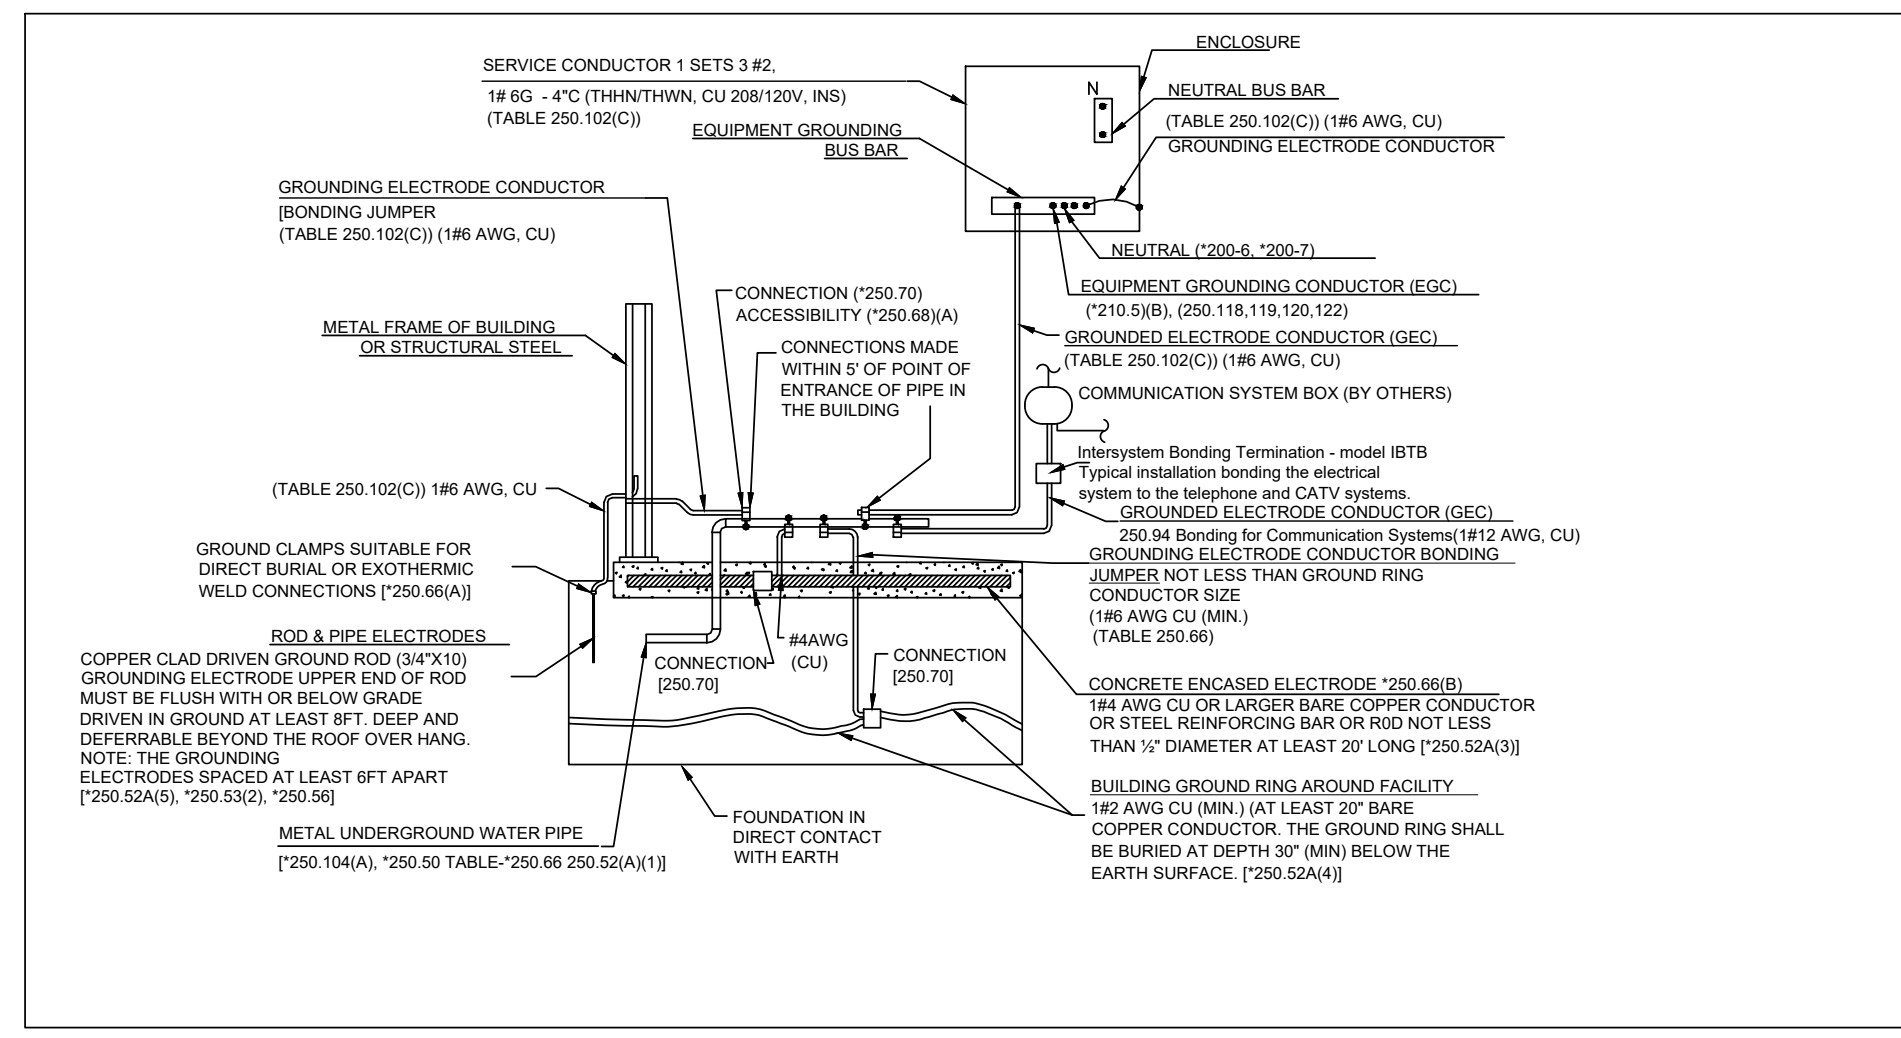 SERVICE CONDUCTOR 1 SETS 3 #2,
1# 6G - 4"C (THHN/THWN, CU 208/120V, INS)
(TABLE 250.102(C))
EQUIPMENT GROUNDING
BUS BAR
ENCLOSURE
N
NEUTRAL BUS BAR
(TABLE 250.102(C)) (1#6 AWG, CU)
GROUNDING ELECTRODE CONDUCTOR
GROUNDING ELECTRODE CONDUCTOR
[BONDING JUMPER
(TABLE 250.102(C)) (1#6 AWG, CU)
NEUTRAL (*200-6, *200-7)
EQUIPMENT GROUNDING CONDUCTOR (EGC)
(*210.5)(B), (250.118,119,120,122)
CONNECTION (*250.70)
ACCESSIBILITY (*250.68)(A)
METAL FRAME OF BUILDING
OR STRUCTURAL STEEL
CONNECTIONS MADE
WITHIN 5' OF POINT OF
ENTRANCE OF PIPE IN
THE BUILDING
GROUNDED ELECTRODE CONDUCTOR (GEC)
(TABLE 250.102(C)) (1#6 AWG, CU)
COMMUNICATION SYSTEM BOX (BY OTHERS)
Intersystem Bonding Termination - model IBTB
Typical installation bonding the electrical
system to the telephone and CATV systems.
GROUNDED ELECTRODE CONDUCTOR (GEC)
250.94 Bonding for Communication Systems(1#12 AWG, CU)
(TABLE 250.102(C)) 1#6 AWG, CU
GROUND CLAMPS SUITABLE FOR
DIRECT BURIAL OR EXOTHERMIC
WELD CONNECTIONS [*250.66(A)]
GROUNDING ELECTRODE CONDUCTOR BONDING
JUMPER NOT LESS THAN GROUND RING
CONDUCTOR SIZE
(1#6 AWG CU (MIN.)
(TABLE 250.66)
ROD & PIPE ELECTRODES
COPPER CLAD DRIVEN GROUND ROD (3/4"X10)
GROUNDING ELECTRODE UPPER END OF ROD
MUST BE FLUSH WITH OR BELOW GRADE
DRIVEN IN GROUND AT LEAST 8FT. DEEP AND
DEFERRABLE BEYOND THE ROOF OVER HANG.
NOTE: THE GROUNDING
ELECTRODES SPACED AT LEAST 6FT APART
[*250.52A(5), *250.53(2), *250.56]
CONNECTION
[250.70]
#4AWG
(CU)
CONNECTION
[250.70]
CONCRETE ENCASED ELECTRODE *250.66(B)
1#4 AWG CU OR LARGER BARE COPPER CONDUCTOR
OR STEEL REINFORCING BAR OR R0D NOT LESS
THAN ½" DIAMETER AT LEAST 20' LONG [*250.52A(3)]
METAL UNDERGROUND WATER PIPE
[*250.104(A), *250.50 TABLE-*250.66 250.52(A)(1)]
FOUNDATION IN
DIRECT CONTACT
WITH EARTH
BUILDING GROUND RING AROUND FACILITY
1#2 AWG CU (MIN.) (AT LEAST 20" BARE
COPPER CONDUCTOR. THE GROUND RING SHALL
BE BURIED AT DEPTH 30" (MIN) BELOW THE
EARTH SURFACE. [*250.52A(4)]